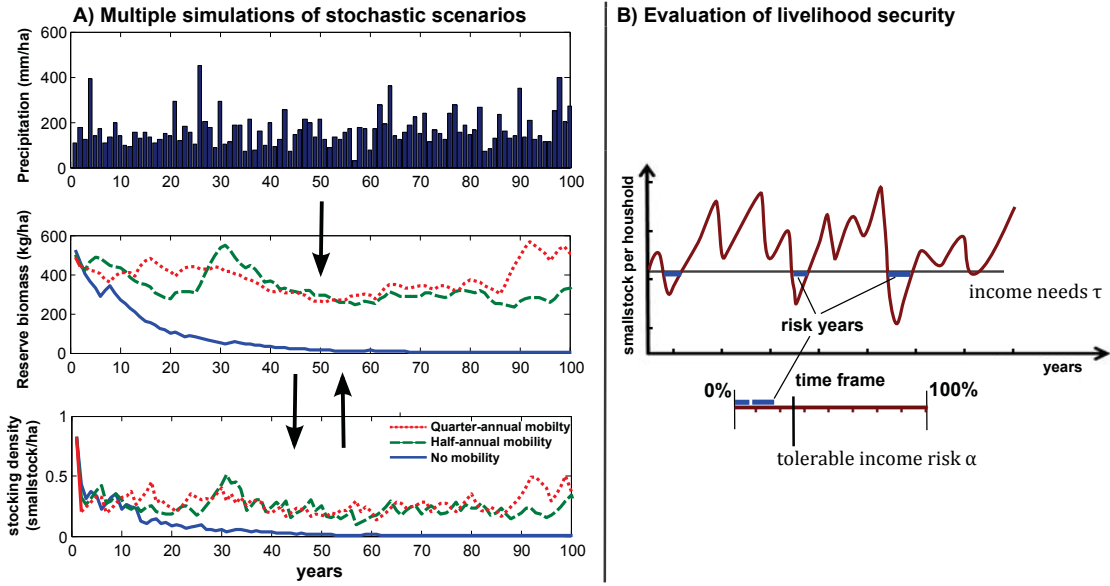 A) Multiple simulations of stochastic scenarios
Precipitation (mm/ha)
600
400
200
0
0 10 20 30 40 50 60 70 80 90 100
Reserve biomass (kg/ha)
600
400
200
0
0 10 20 30 40 50 60 70 80 90 100
stocking density
(smallstock/ha)
1
0.5
0
Quarter-annual mobilty
Half-annual mobility
No mobility
0 10 20 30 40 50 60 70 80 90 100
years
B) Evaluation of livelihood security
smallstock per houshold
income needs τ
risk years
years
0% time frame 100%
tolerable income risk α